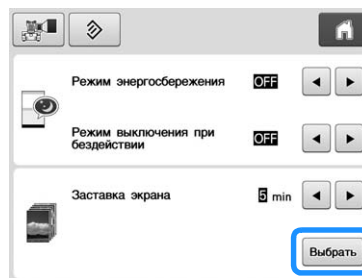 Режим энергосбережения OFF
Режим выключения при
бездействии OFF
Заставка экрана 5 min
Выбрать